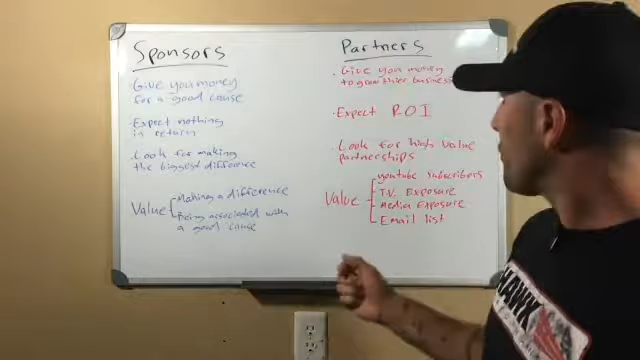 Sponsors
Give you money
for a good cause
Expect nothing
in return
Look for making
the biggest difference
Value
Making a difference
Being associated with
a good cause
Partners
Give you money
to grow their business
Expect ROI
Look for high value
partnerships
Value
youtube subscribers
T.V. Exposure
Media Exposure
Email list
HAWK